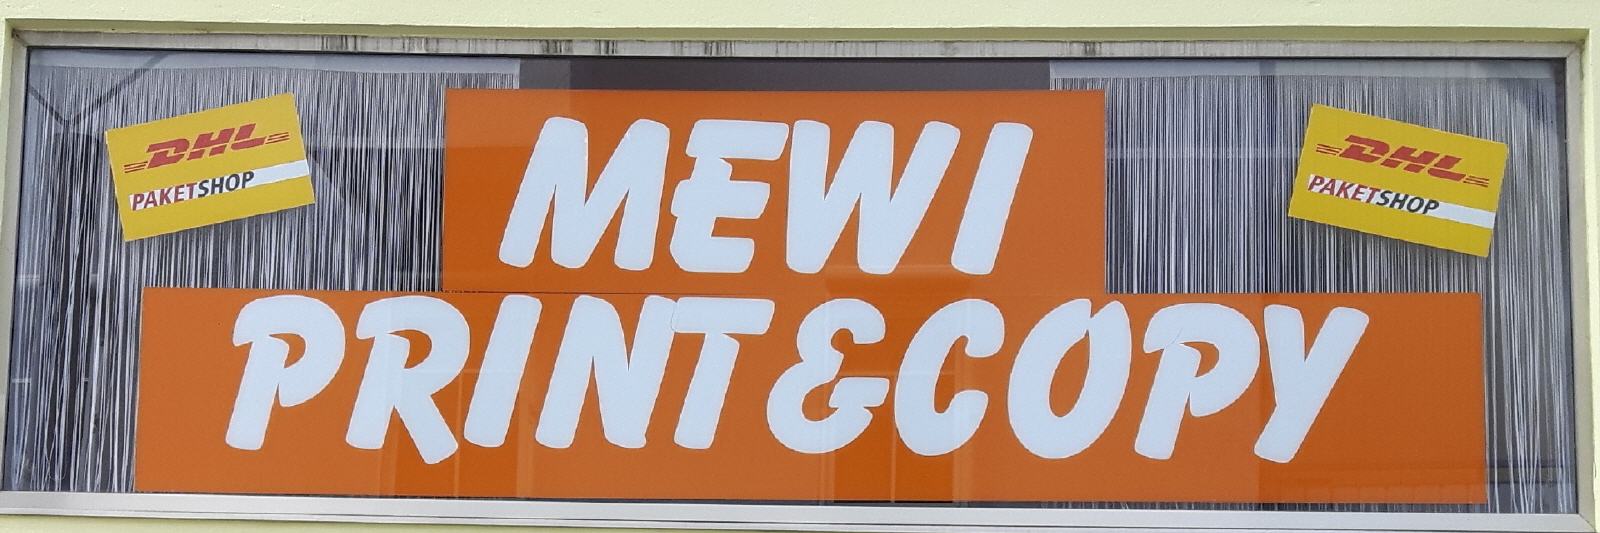 DHL
PAKETSHOP
MEWI
PRINT&COPY
DHL
PAKETSHOP